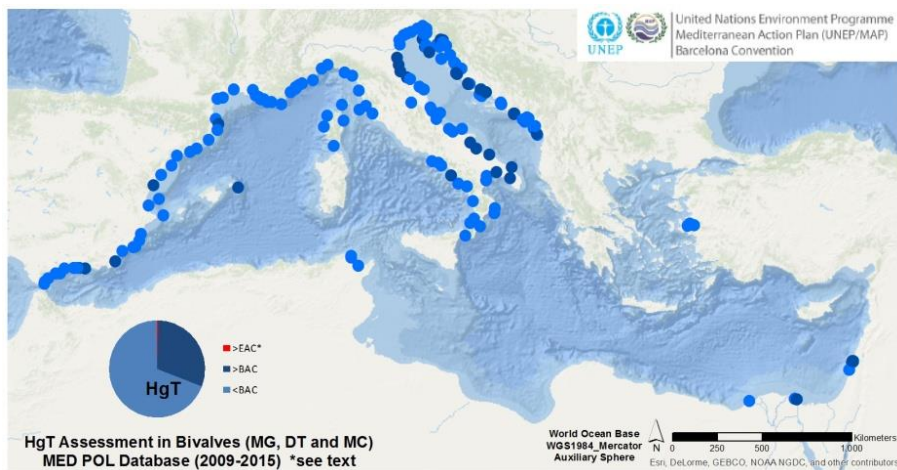 United Nations Environment Programme
Mediterranean Action Plan (UNEP/MAP)
Barcelona Convention
UNEP
>EAC*
>BAC
<BAC
HgT
HgT Assessment in Bivalves (MG, DT and MC)
MED POL Database (2009-2015) *see text
World Ocean Base
WGS1984_Mercator
Auxiliary Sphere
N
Kilometers
0 250 500 1,000
Esri, DeLorme, GEBCO, NOAA NGDC, and other contributors